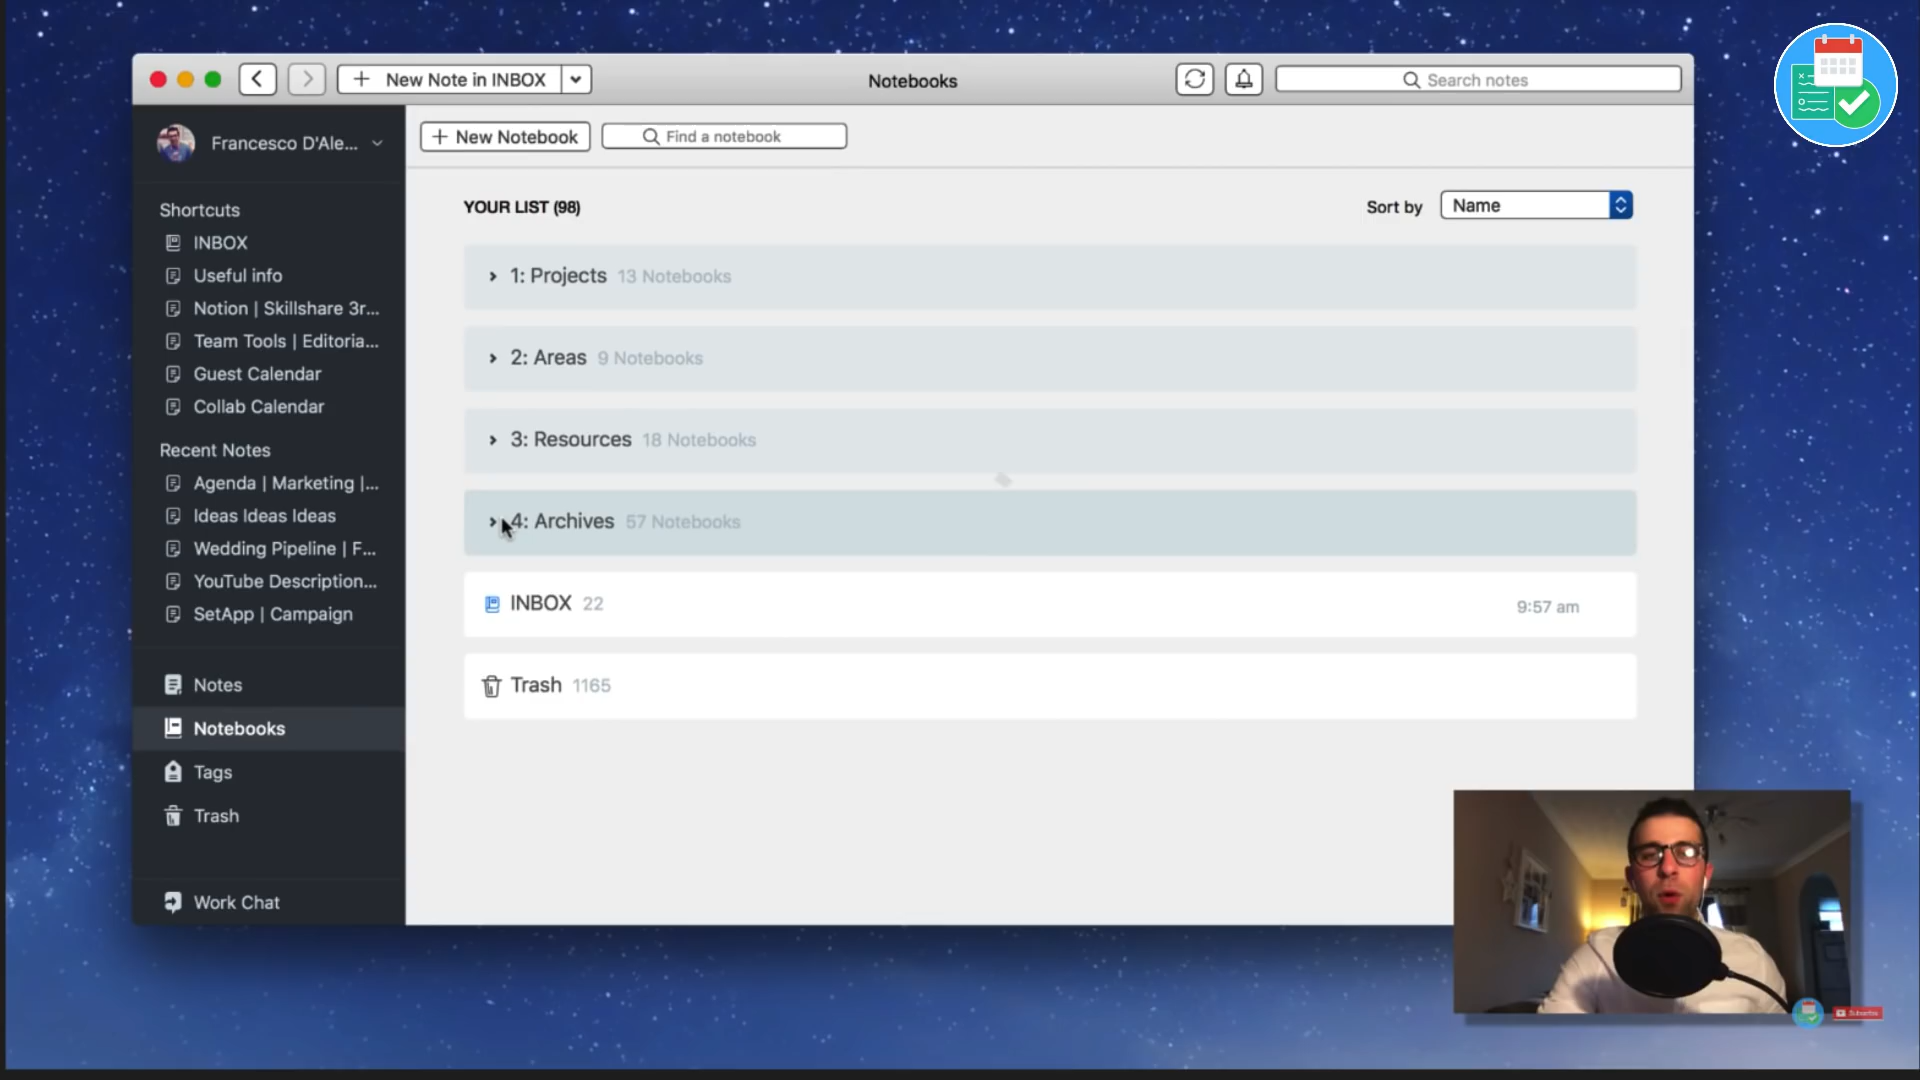 New Note in INBOX
Notebooks
Search notes
Francesco D'Ale...
New Notebook
Find a notebook
Shortcuts
INBOX
Useful info
Notion | Skillshare 3r...
Team Tools | Editoria...
Guest Calendar
Collab Calendar
Recent Notes
Agenda | Marketing |...
Ideas Ideas Ideas
Wedding Pipeline | F...
YouTube Description...
SetApp | Campaign
Notes
Notebooks
Tags
Trash
Work Chat
YOUR LIST (98)
Sort by Name
1: Projects 13 Notebooks
2: Areas 9 Notebooks
3: Resources 18 Notebooks
4: Archives 57 Notebooks
INBOX 22 9:57 am
Trash 1165
Subscribe